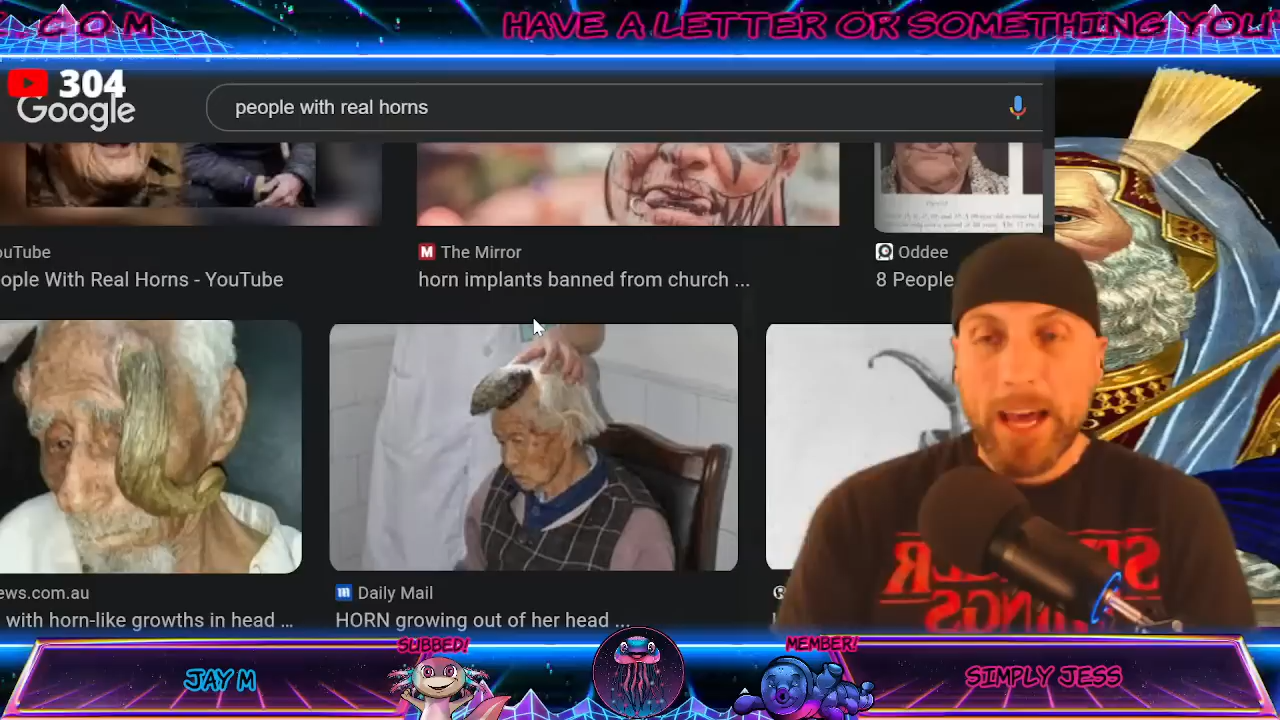 .COM
HAVE A LETTER OR SOMETHING YOU
304
Google
people with real horns
ouTube
ople With Real Horns - YouTube
The Mirror
horn implants banned from church ...
Oddee
8 People
ews.com.au
with horn-like growths in head ...
Daily Mail
HORN growing out of her head ...
SUBBED!
JAY M
MEMBER!
SIMPLY JESS